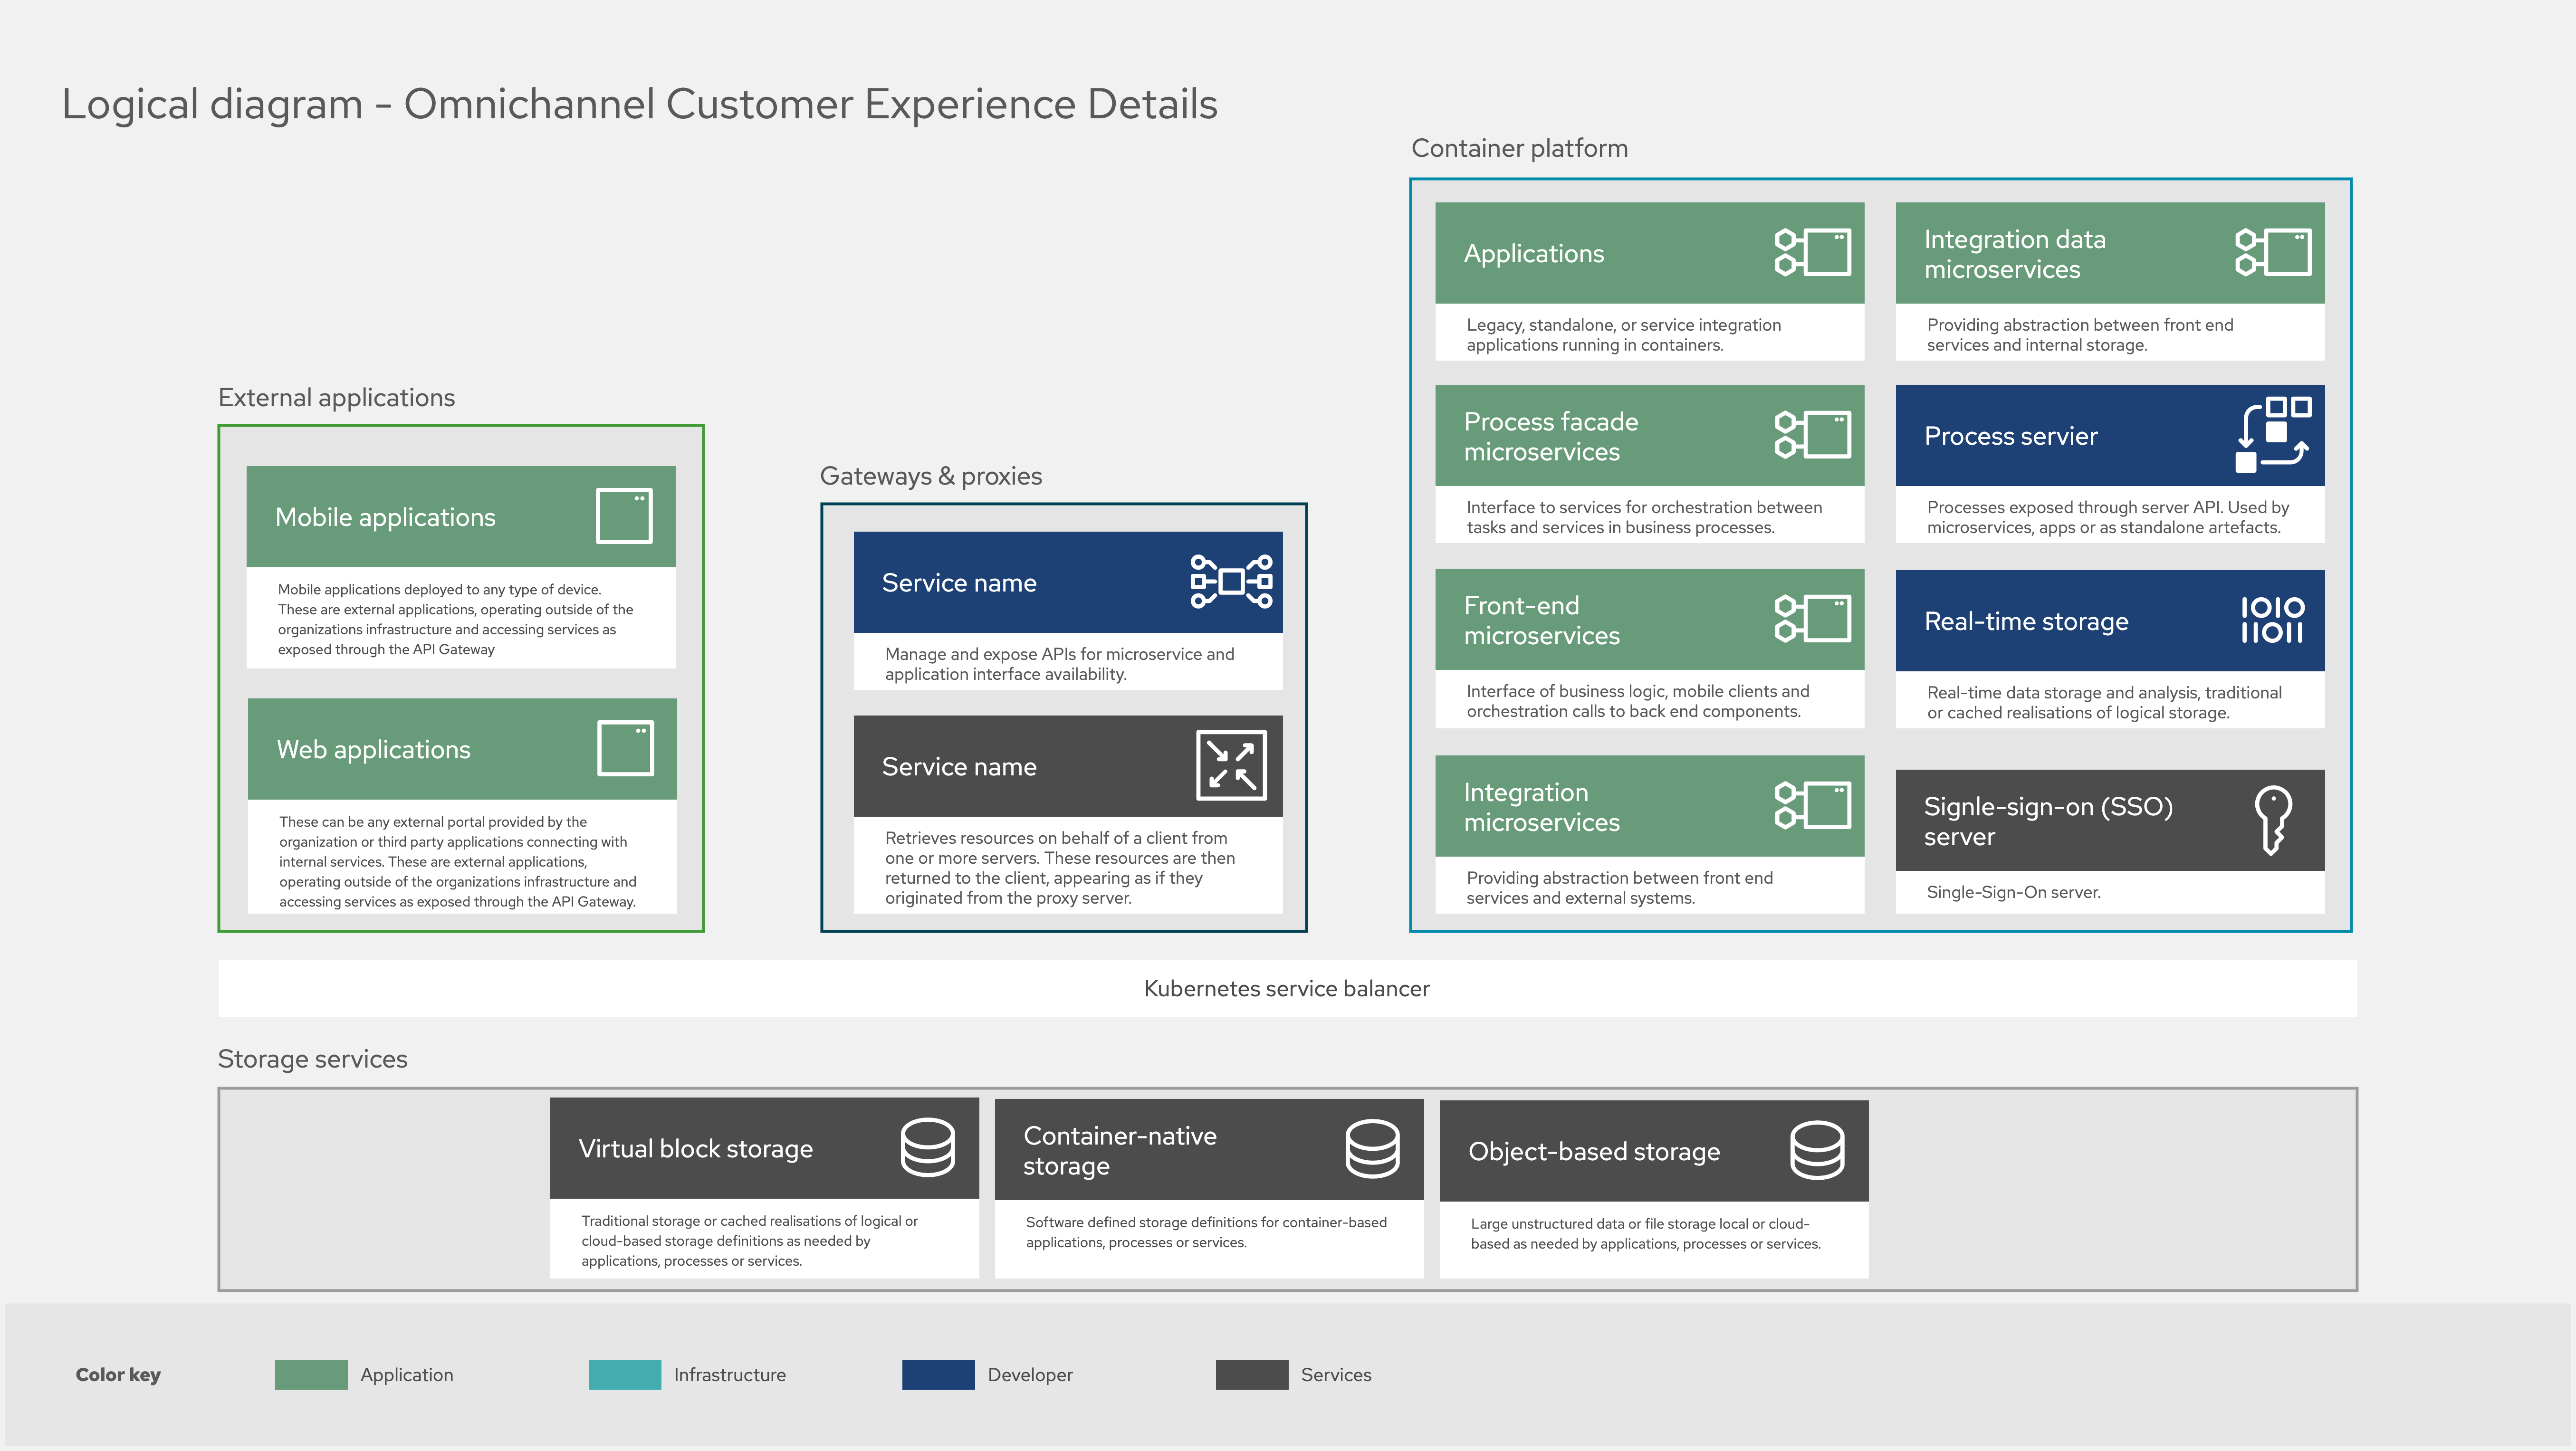 Logical diagram - Omnichannel Customer Experience Details
External applications
Mobile applications
Mobile applications deployed to any type of device.
These are external applications, operating outside of the
organizations infrastructure and accessing services as
exposed through the API Gateway
Web applications
These can be any external portal provided by the
organization or third party applications connecting with
internal services. These are external applications,
operating outside of the organizations infrastructure and
accessing services as exposed through the API Gateway.
Gateways & proxies
Service name
Manage and expose APIs for microservice and
application interface availability.
Service name
Retrieves resources on behalf of a client from
one or more servers. These resources are then
returned to the client, appearing as if they
originated from the proxy server.
Container platform
Applications
Legacy, standalone, or service integration
applications running in containers.
Process facade
microservices
Interface to services for orchestration between
tasks and services in business processes.
Front-end
microservices
Interface of business logic, mobile clients and
orchestration calls to back end components.
Integration
microservices
Providing abstraction between front end
services and external systems.
Integration data
microservices
Providing abstraction between front end
services and internal storage.
Process servier
Processes exposed through server API. Used by
microservices, apps or as standalone artefacts.
Real-time storage
Real-time data storage and analysis, traditional
or cached realisations of logical storage.
Signle-sign-on (SSO)
server
Single-Sign-On server.
Kubernetes service balancer
Storage services
Virtual block storage
Traditional storage or cached realisations of logical or
cloud-based storage definitions as needed by
applications, processes or services.
Container-native
storage
Software defined storage definitions for container-based
applications, processes or services.
Object-based storage
Large unstructured data or file storage local or cloud-
based as needed by applications, processes or services.
Color key
Application
Infrastructure
Developer
Services